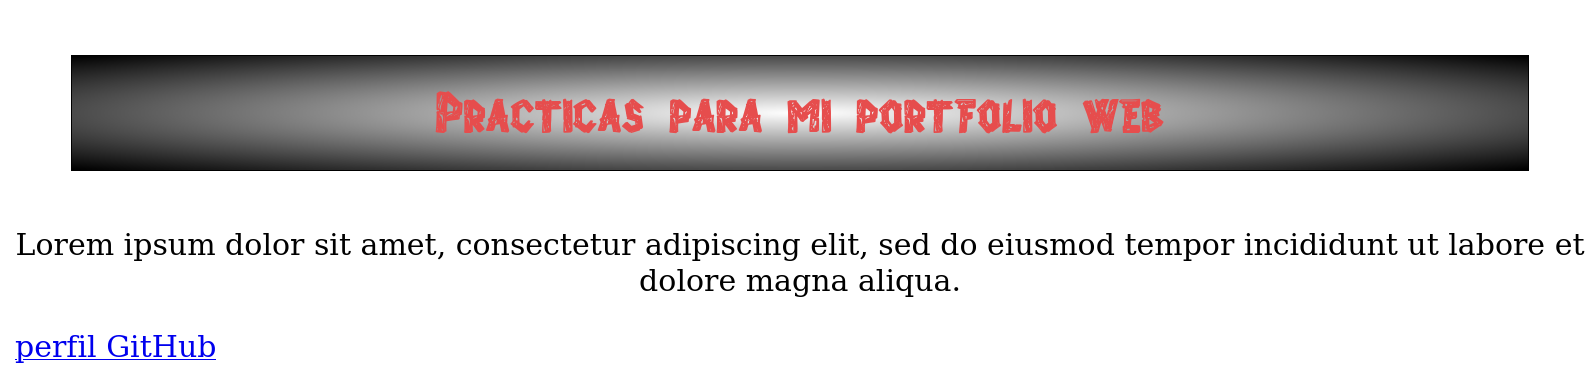 Practicas para mi portfolio web
Lorem ipsum dolor sit amet, consectetur adipiscing elit, sed do eiusmod tempor incididunt ut labore et
dolore magna aliqua.
perfil GitHub